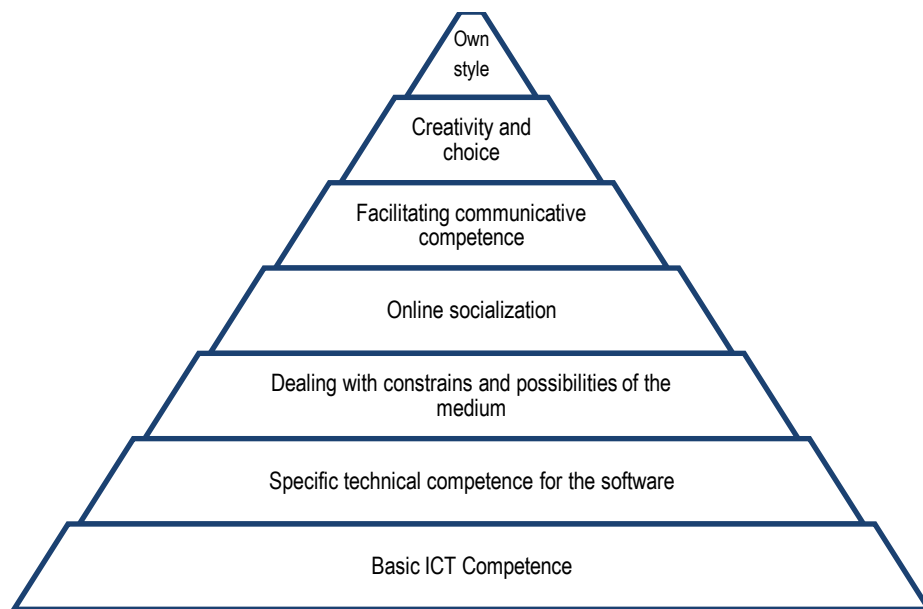 Own
style
Creativity and
choice
Facilitating communicative
competence
Online socialization
Dealing with constrains and possibilities of the
medium
Specific technical competence for the software
Basic ICT Competence